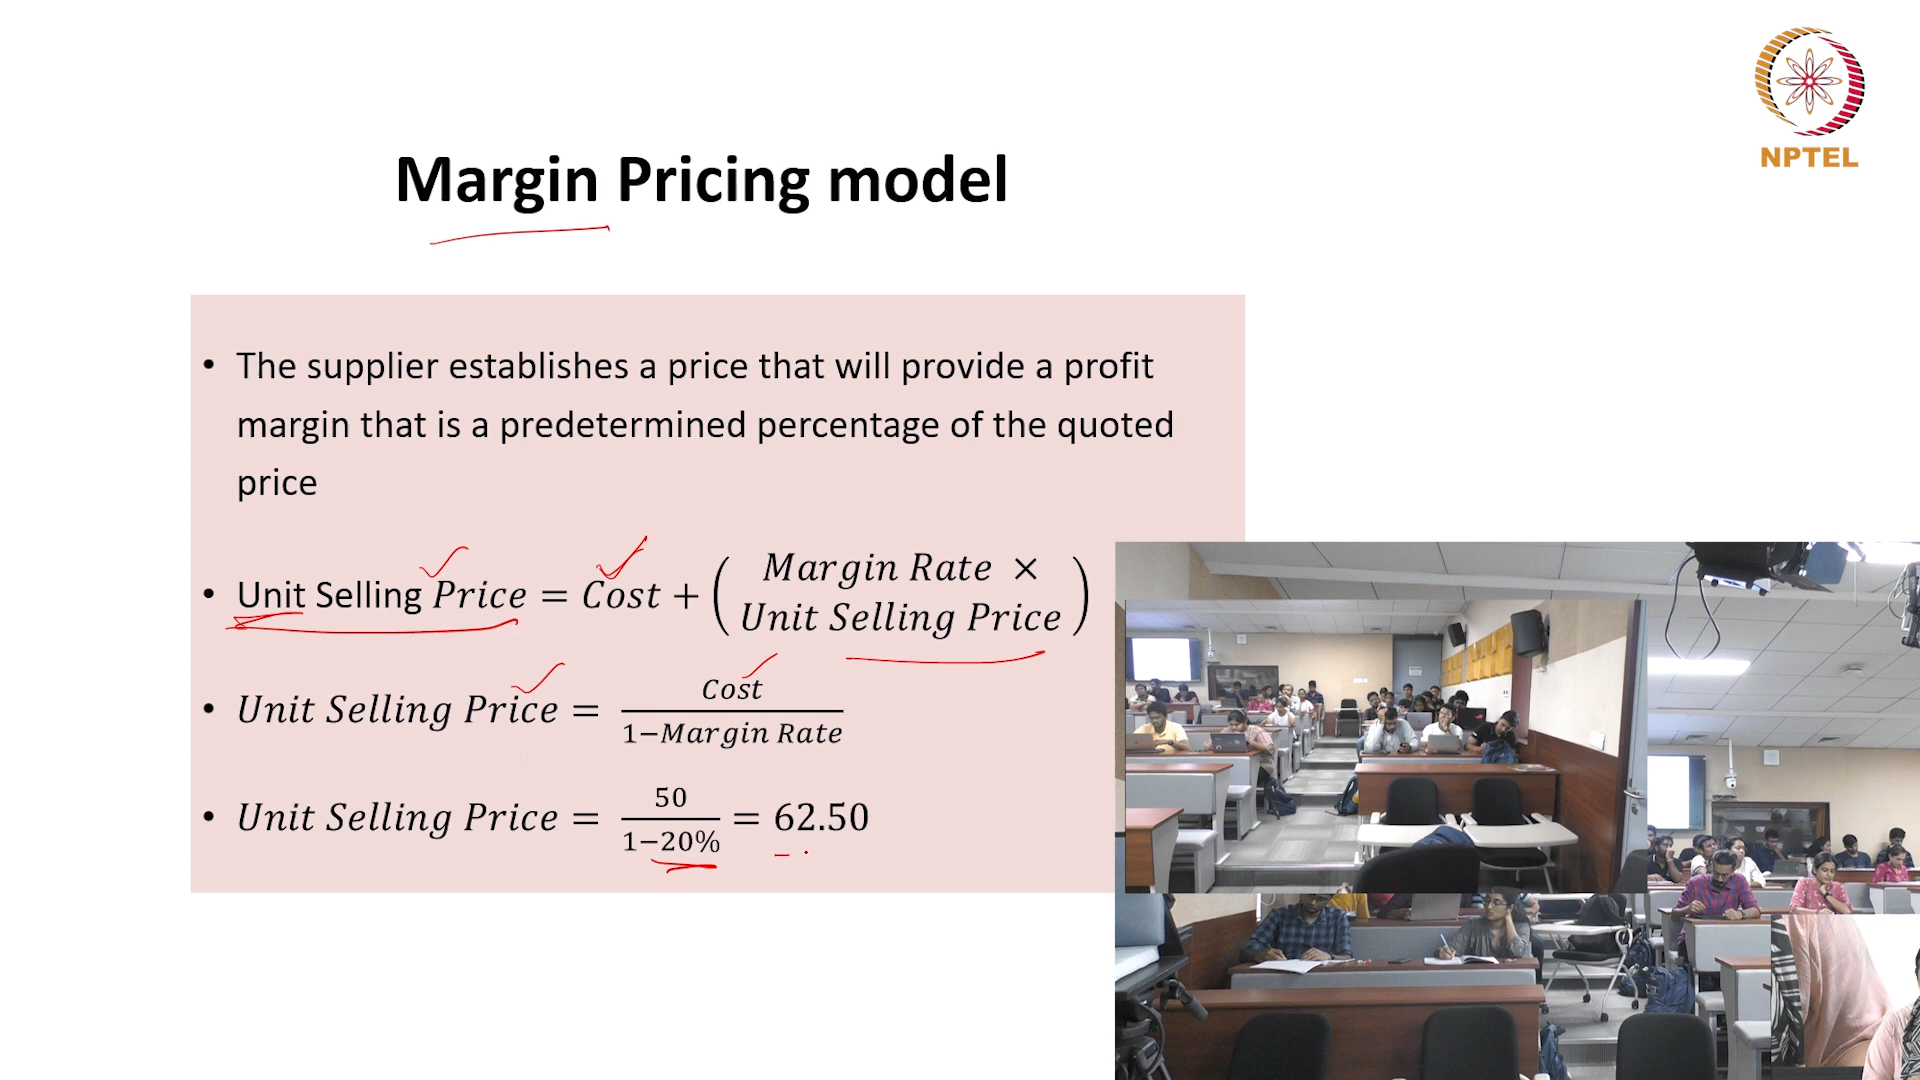 NPTEL
Margin Pricing model
• The supplier establishes a price that will provide a profit
margin that is a predetermined percentage of the quoted
price
• Unit Selling Price = Cost + ( Margin Rate ×
Unit Selling Price )
• Unit Selling Price = Cost
1−Margin Rate
• Unit Selling Price = 50
1−20% = 62.50